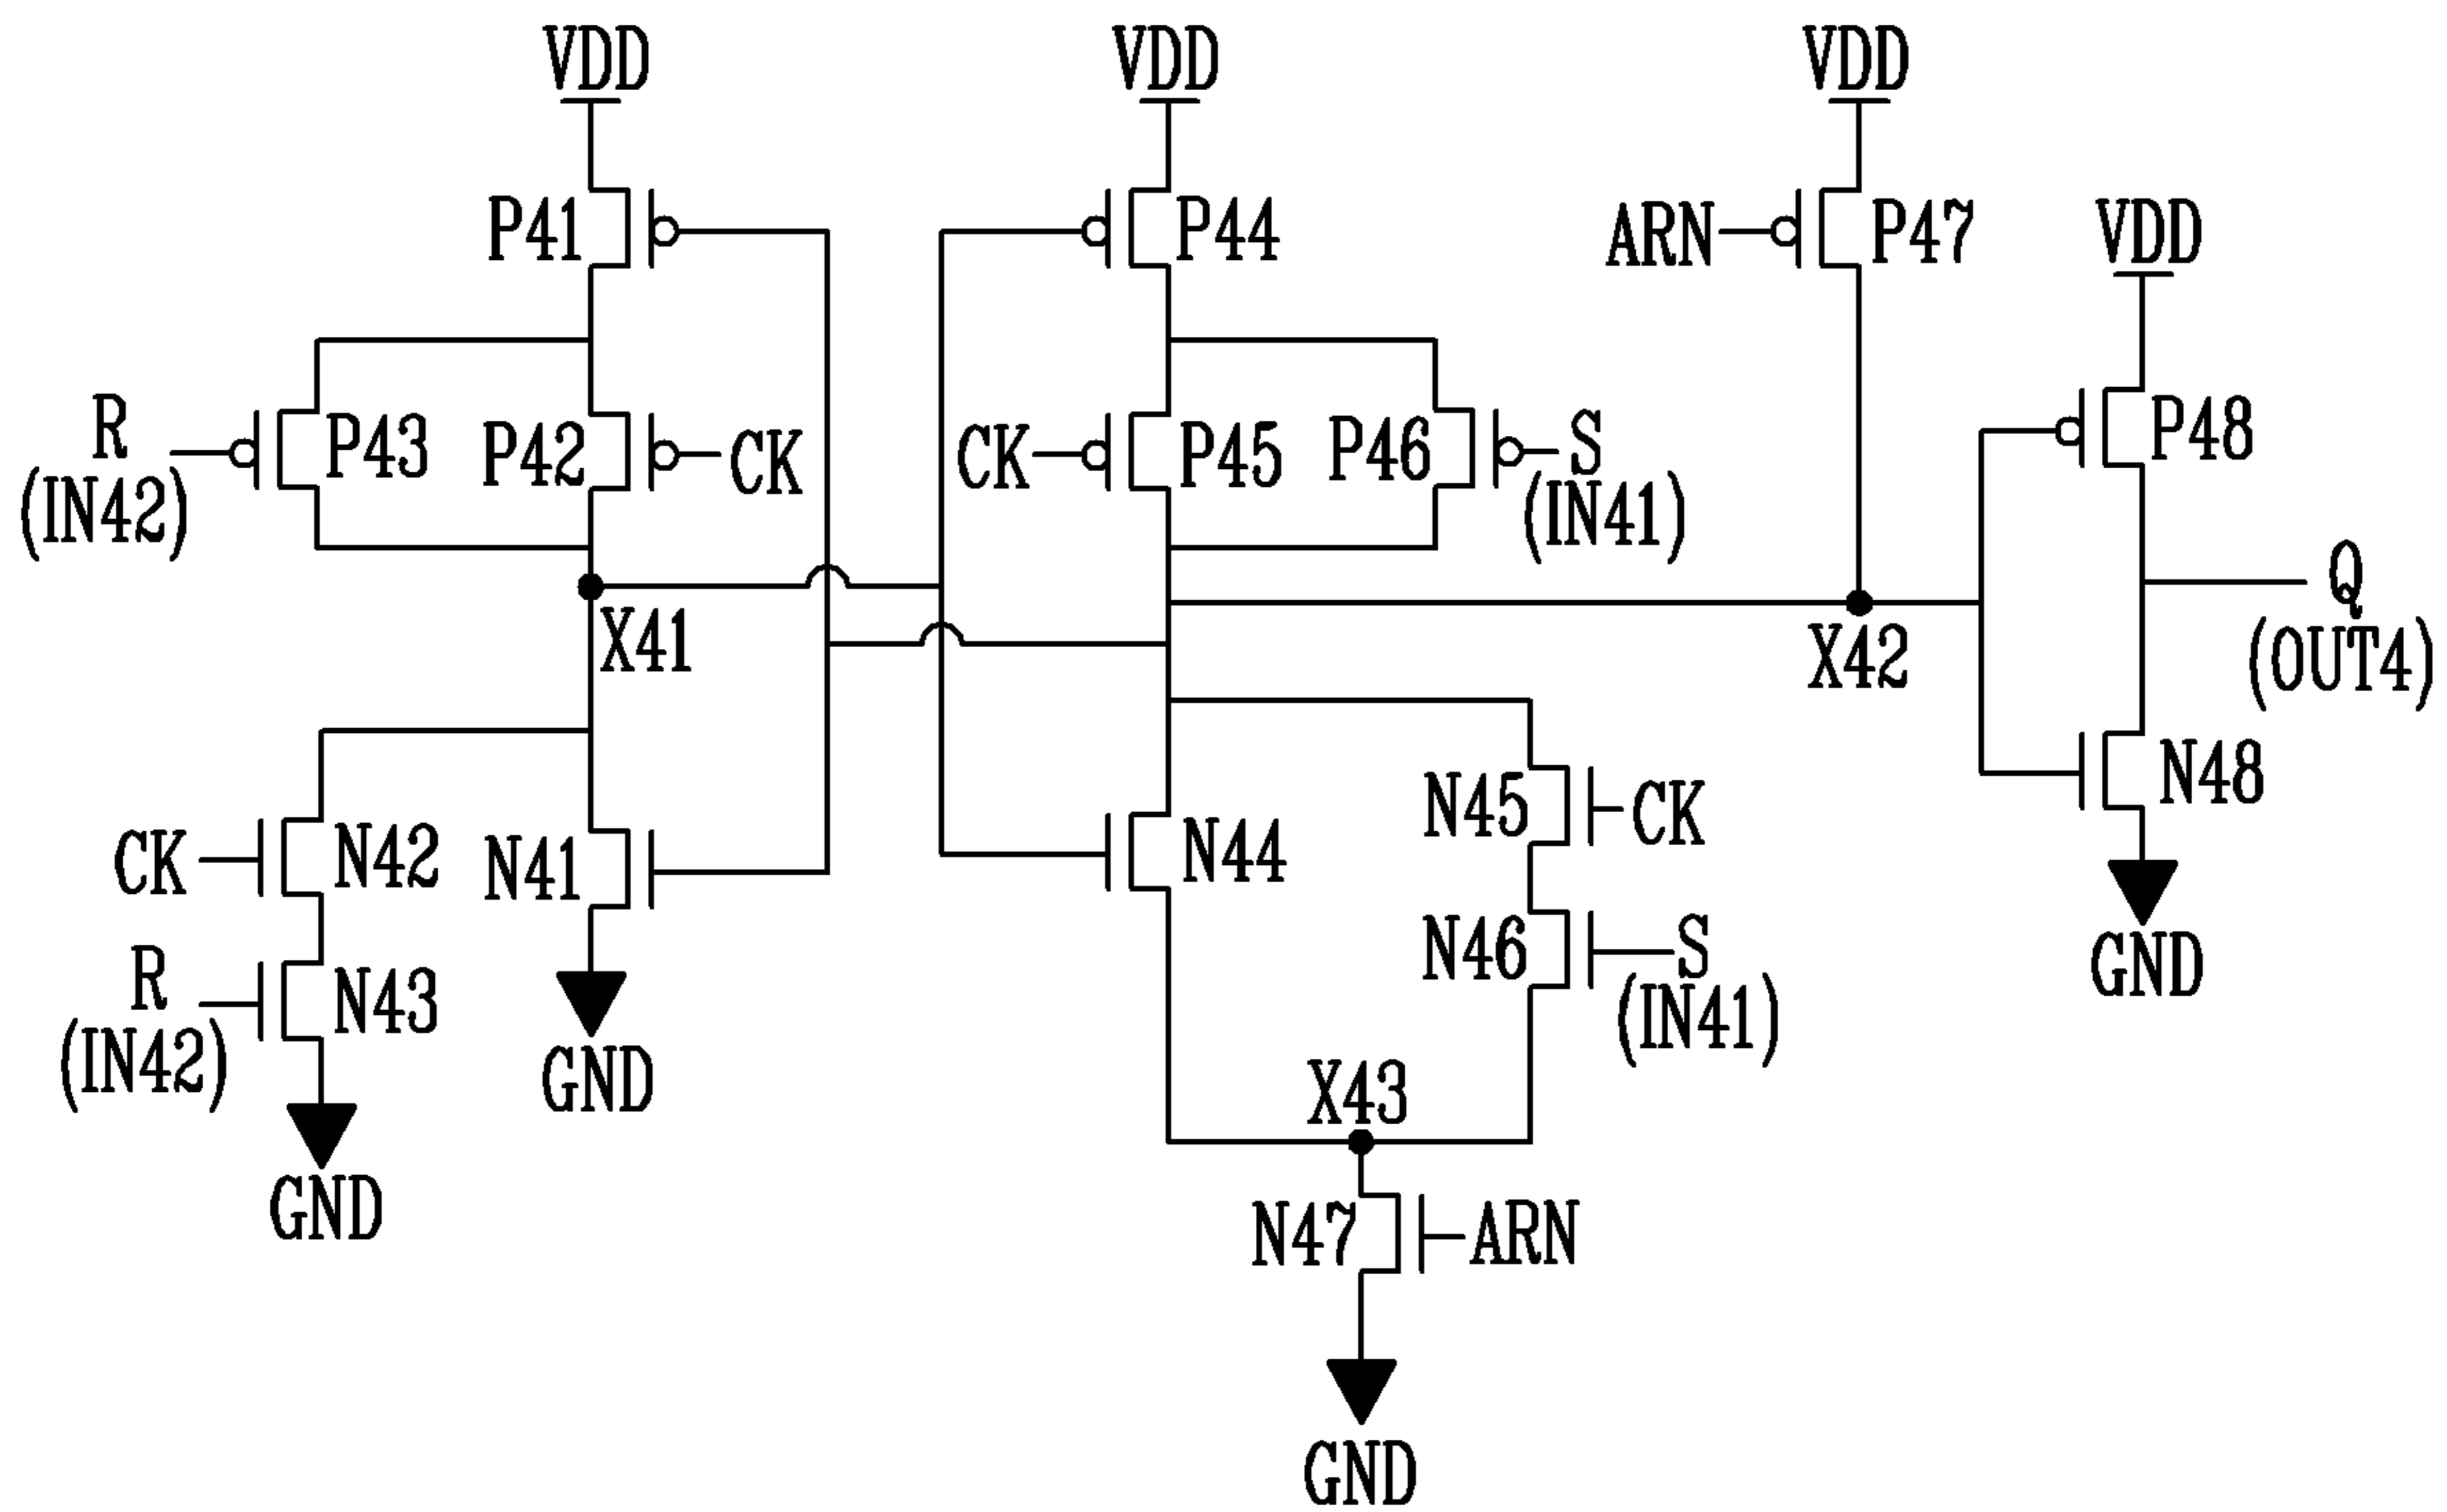 VDD
VDD
VDD
P41
P44
ARN
P47
VDD
R
(IN42)
P43
P42
CK
CK
P45
P46
S
(IN41)
P48
X41
X42
Q
(OUT4)
CK
N42
N41
N44
N45
CK
N48
R
(IN42)
N43
N46
S
(IN41)
GND
GND
X43
GND
N47
ARN
GND